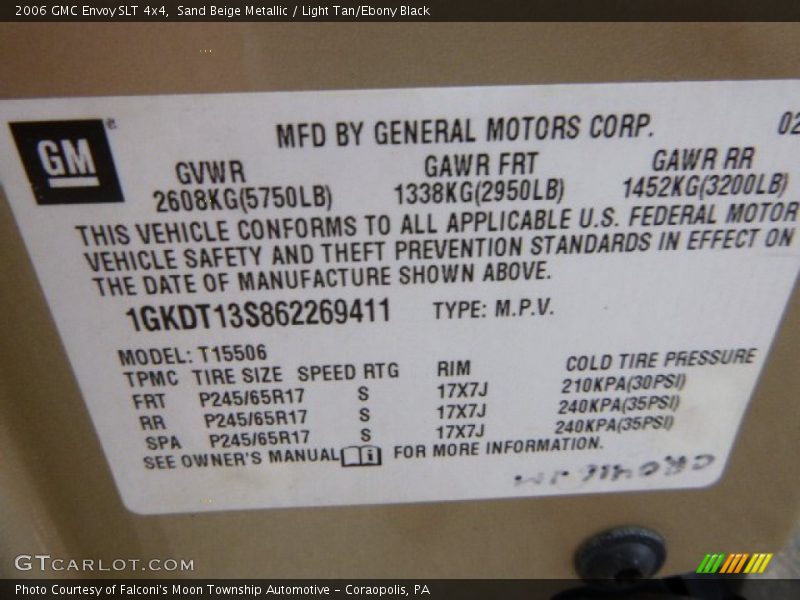 2006 GMC Envoy SLT 4x4,  Sand Beige Metallic / Light Tan/Ebony Black
GM
MFD BY GENERAL MOTORS CORP. 02
GVWR GAWR FRT GAWR RR
2608KG(5750LB) 1338KG(2950LB) 1452KG(3200LB)
THIS VEHICLE CONFORMS TO ALL APPLICABLE U.S. FEDERAL MOTOR
VEHICLE SAFETY AND THEFT PREVENTION STANDARDS IN EFFECT ON
THE DATE OF MANUFACTURE SHOWN ABOVE.
1GKDT13S862269411 TYPE: M.P.V.
MODEL: T15506
TPMC TIRE SIZE SPEED RTG RIM COLD TIRE PRESSURE
FRT P245/65R17 S 17X7J 210KPA(30PSI)
RR P245/65R17 S 17X7J 240KPA(35PSI)
SPA P245/65R17 S 17X7J 240KPA(35PSI)
SEE OWNER'S MANUAL i FOR MORE INFORMATION.
GTCARLOT.COM
Photo Courtesy of Falconi's Moon Township Automotive – Coraopolis, PA